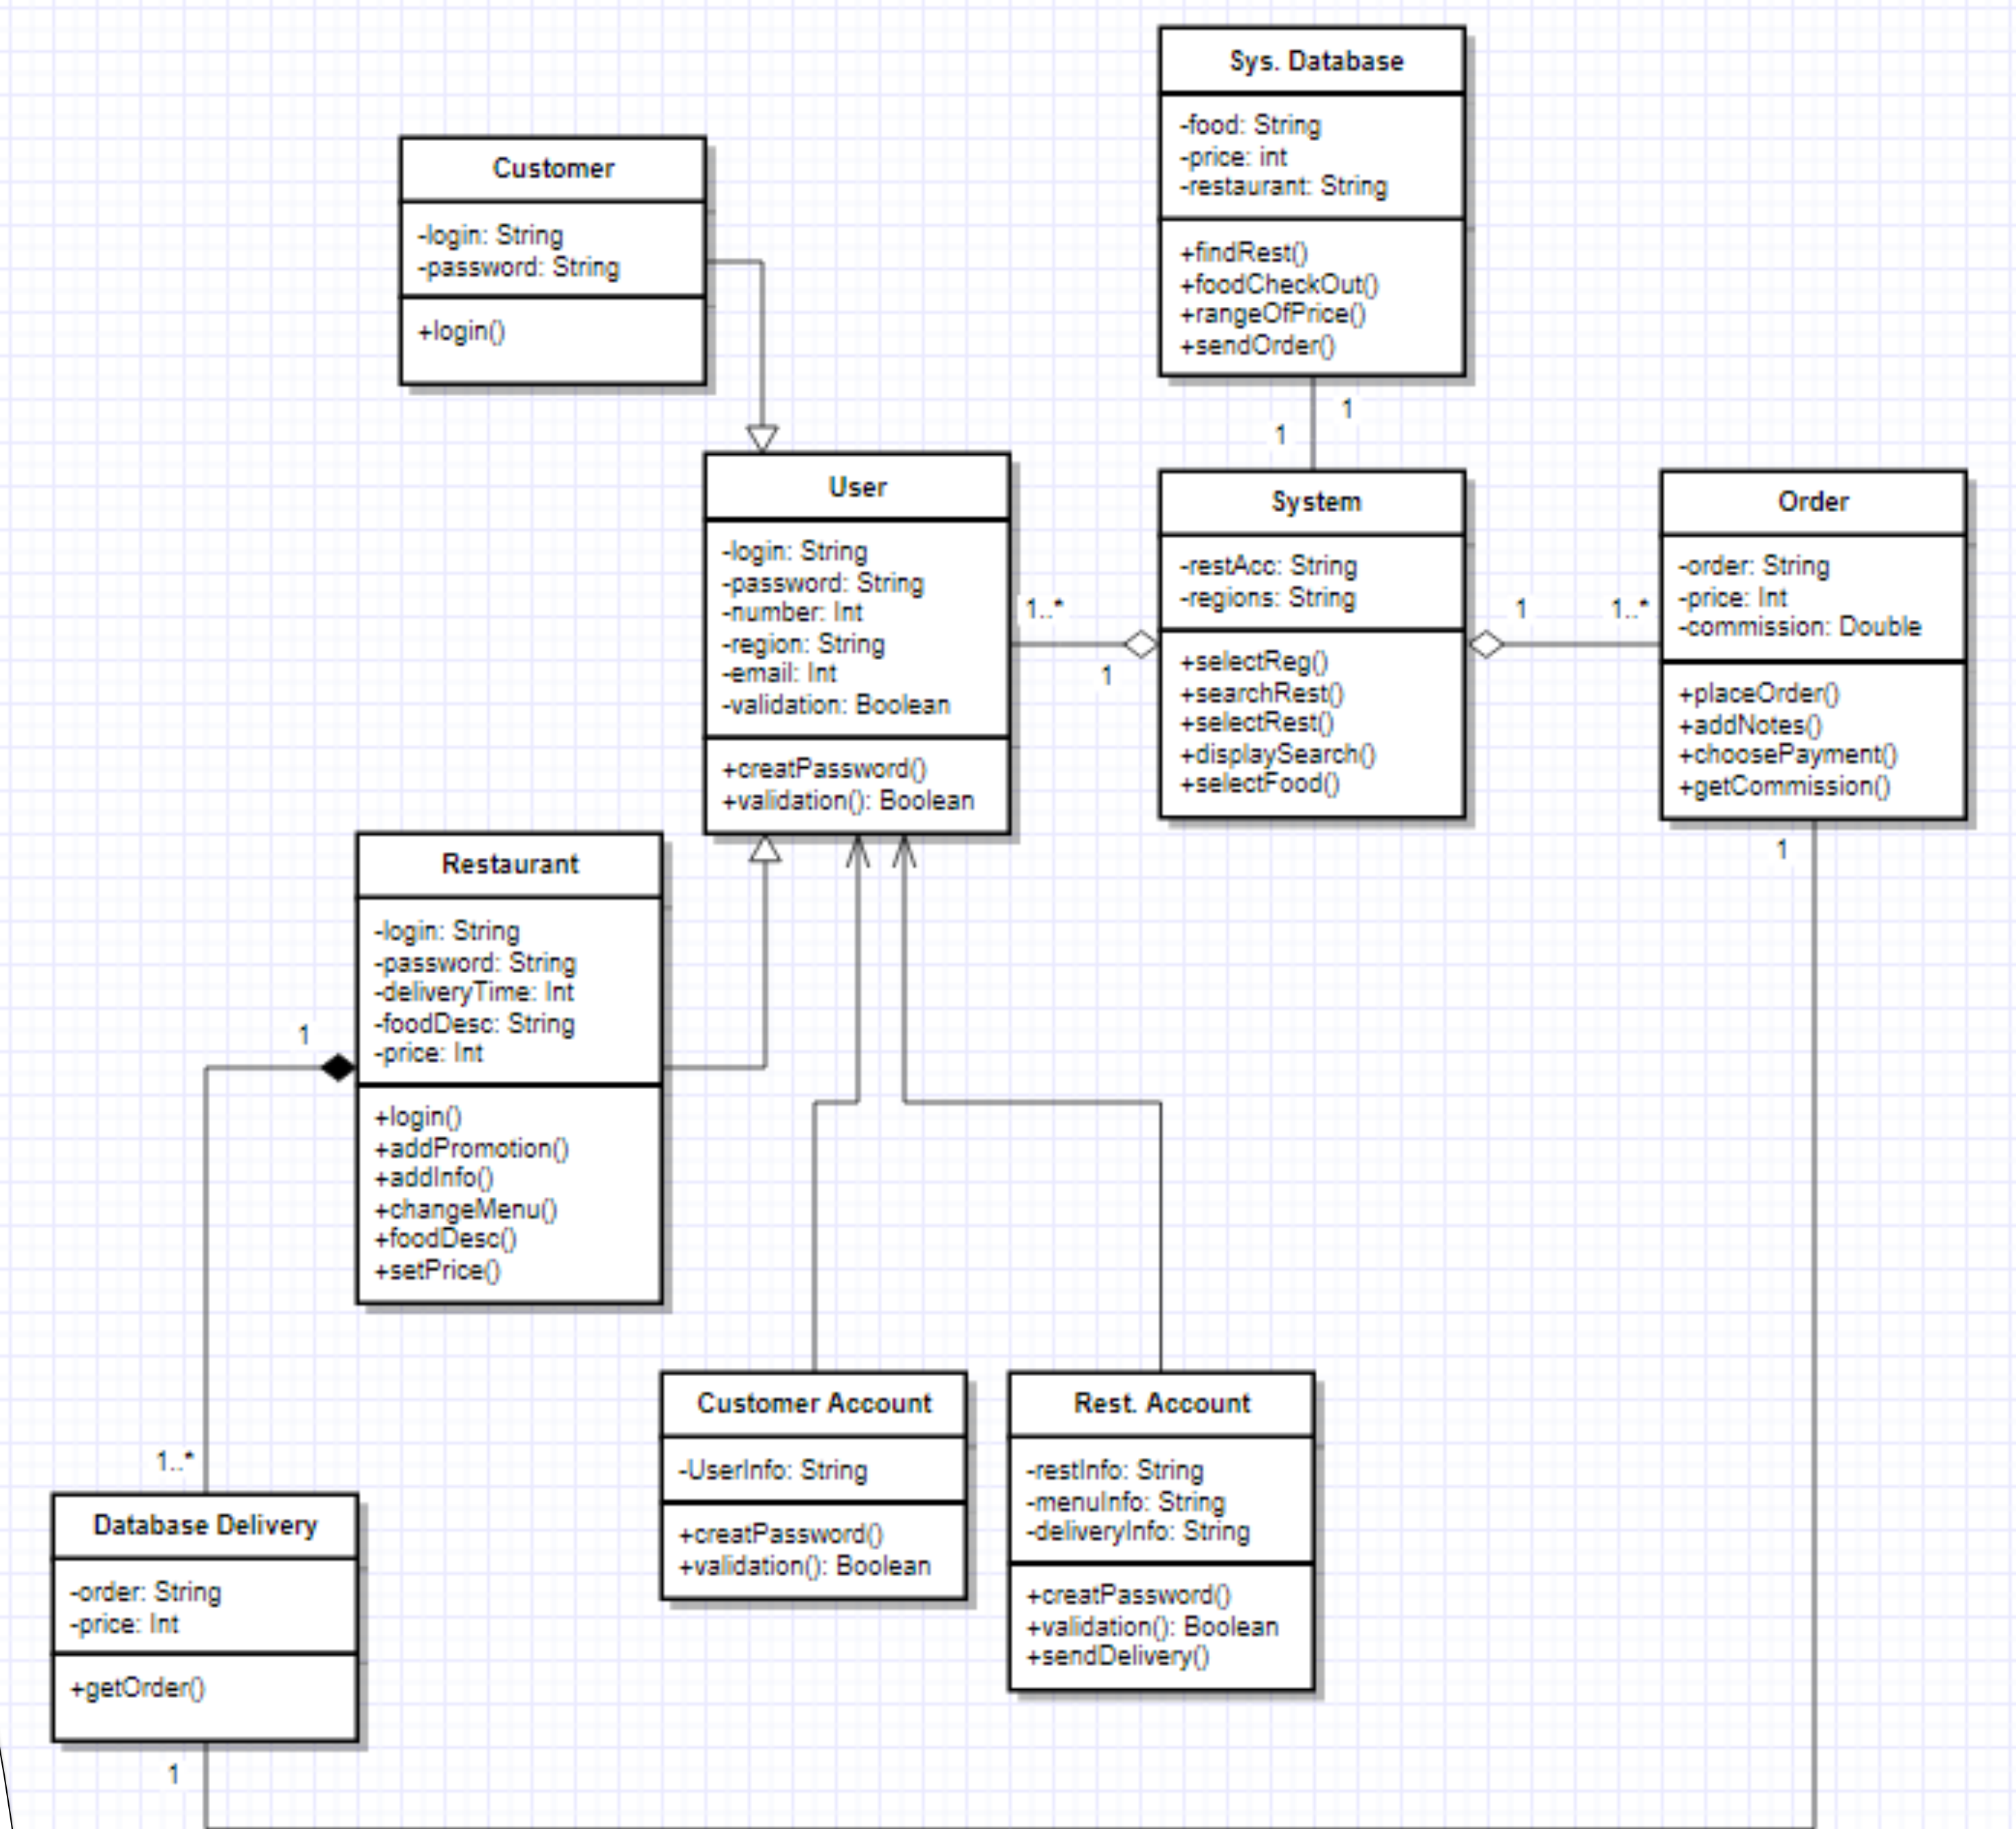 Sys. Database
-food: String
-price: int
-restaurant: String
+findRest()
+foodCheckOut()
+rangeOfPrice()
+sendOrder()
1
1
Customer
-login: String
-password: String
+login()
User
-login: String
-password: String
-number: Int
-region: String
-email: Int
-validation: Boolean
+creatPassword()
+validation(): Boolean
1..*
1
System
-restAcc: String
-regions: String
+selectReg()
+searchRest()
+selectRest()
+displaySearch()
+selectFood()
1
1..*
Order
-order: String
-price: Int
-commission: Double
+placeOrder()
+addNotes()
+choosePayment()
+getCommission()
1
Restaurant
-login: String
-password: String
-deliveryTime: Int
-foodDesc: String
-price: Int
+login()
+addPromotion()
+addInfo()
+changeMenu()
+foodDesc()
+setPrice()
1
1..*
Customer Account
-UserInfo: String
+creatPassword()
+validation(): Boolean
Rest. Account
-restInfo: String
-menuInfo: String
-deliveryInfo: String
+creatPassword()
+validation(): Boolean
+sendDelivery()
Database Delivery
-order: String
-price: Int
+getOrder()
1